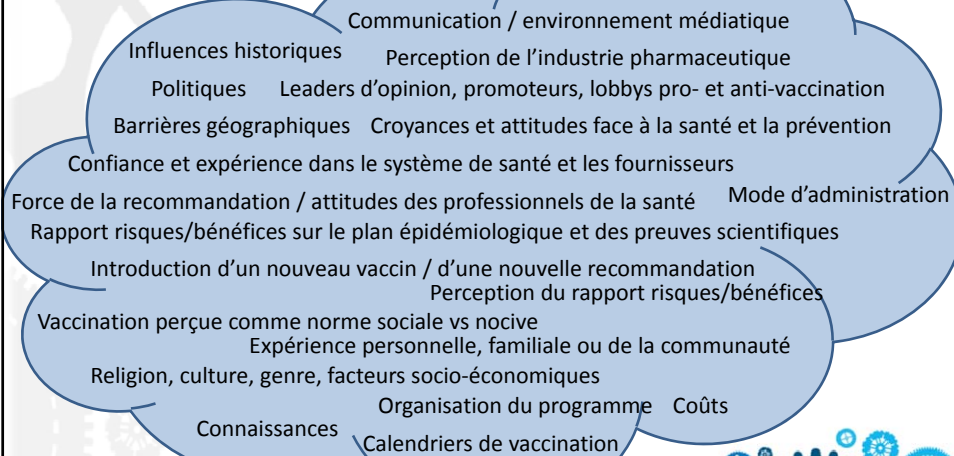 Communication / environnement médiatique
Influences historiques
Perception de l’industrie pharmaceutique
Politiques
Leaders d’opinion, promoteurs, lobbys pro- et anti-vaccination
Barrières géographiques
Croyances et attitudes face à la santé et la prévention
Confiance et expérience dans le système de santé et les fournisseurs
Force de la recommandation / attitudes des professionnels de la santé
Mode d’administration
Rapport risques/bénéfices sur le plan épidémiologique et des preuves scientifiques
Introduction d’un nouveau vaccin / d’une nouvelle recommandation
Perception du rapport risques/bénéfices
Vaccination perçue comme norme sociale vs nocive
Expérience personnelle, familiale ou de la communauté
Religion, culture, genre, facteurs socio-économiques
Organisation du programme
Coûts
Connaissances
Calendriers de vaccination